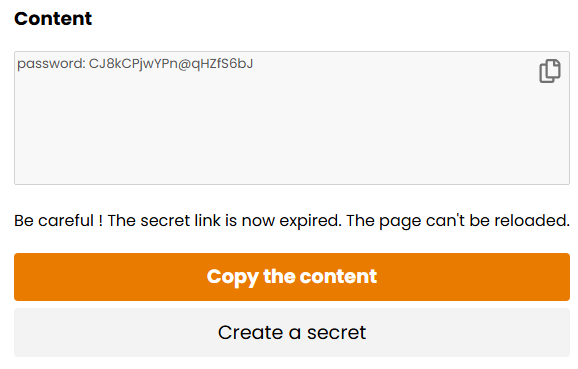 Content
password: CJ8kCPjwYPn@qHZfS6bJ
Be careful ! The secret link is now expired. The page can't be reloaded.
Copy the content
Create a secret